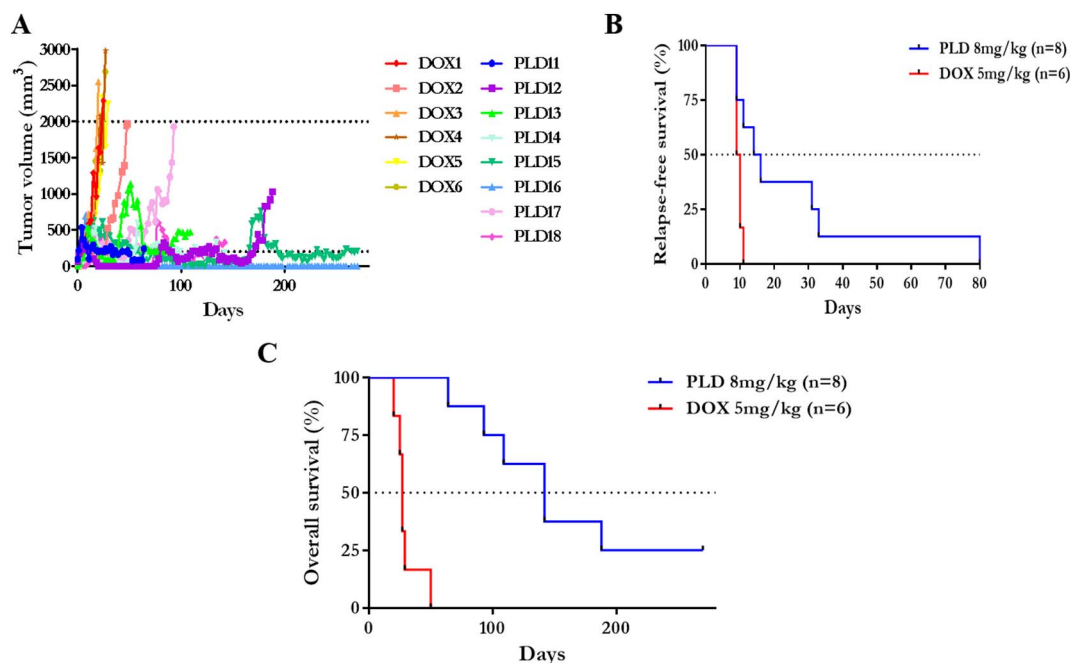 A
3000
2500
2000
1500
1000
500
0
Tumor volume (mm³)
0 100 200
Days
DOX1 PLD11
DOX2 PLD12
DOX3 PLD13
DOX4 PLD14
DOX5 PLD15
DOX6 PLD16
PLD17
PLD18
B
100
75
50
25
0
Relapse-free survival (%)
0 10 20 30 40 50 60 70 80
Days
PLD 8mg/kg (n=8)
DOX 5mg/kg (n=6)
C
100
75
50
25
0
Overall survival (%)
0 100 200
Days
PLD 8mg/kg (n=8)
DOX 5mg/kg (n=6)